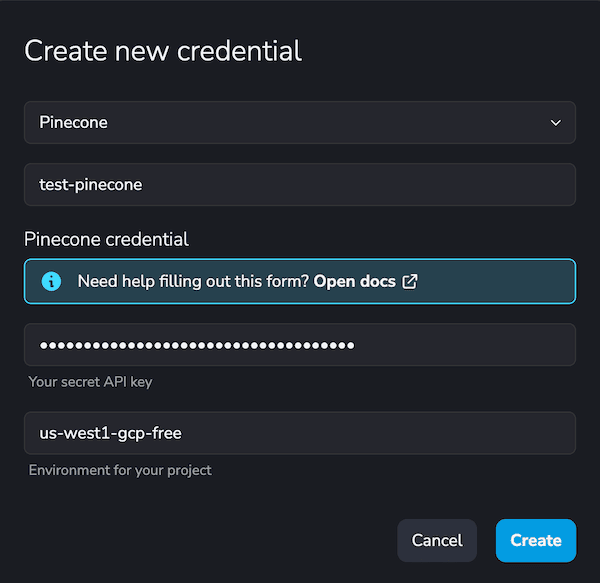 Create new credential
Pinecone
test-pinecone
Pinecone credential
Need help filling out this form? Open docs
••••••••••••••••••••••••••••••••••••
Your secret API key
us-west1-gcp-free
Environment for your project
Cancel Create